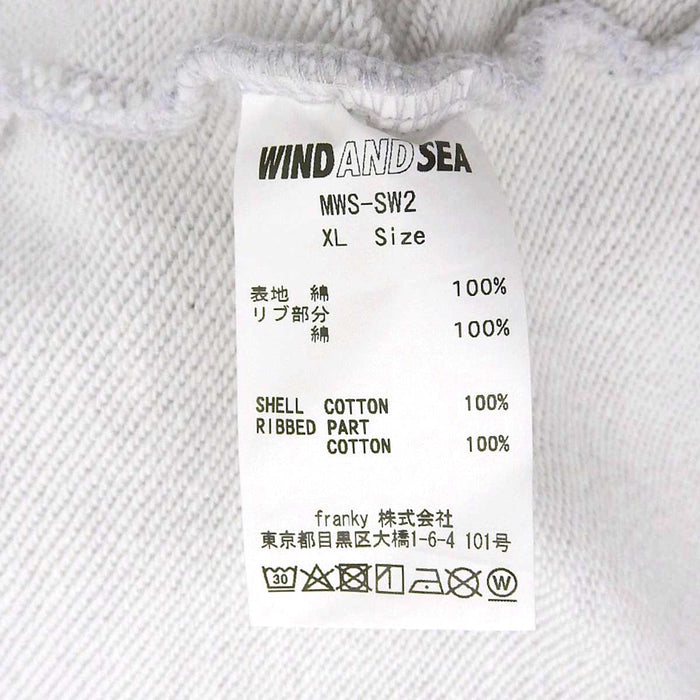 WIND AND SEA
MWS-SW2
XL Size
表地 綿 100%
リブ部分
綿 100%
SHELL COTTON 100%
RIBBED PART
COTTON 100%
franky 株式会社
東京都目黒区大橋1-6-4 101号
30 W